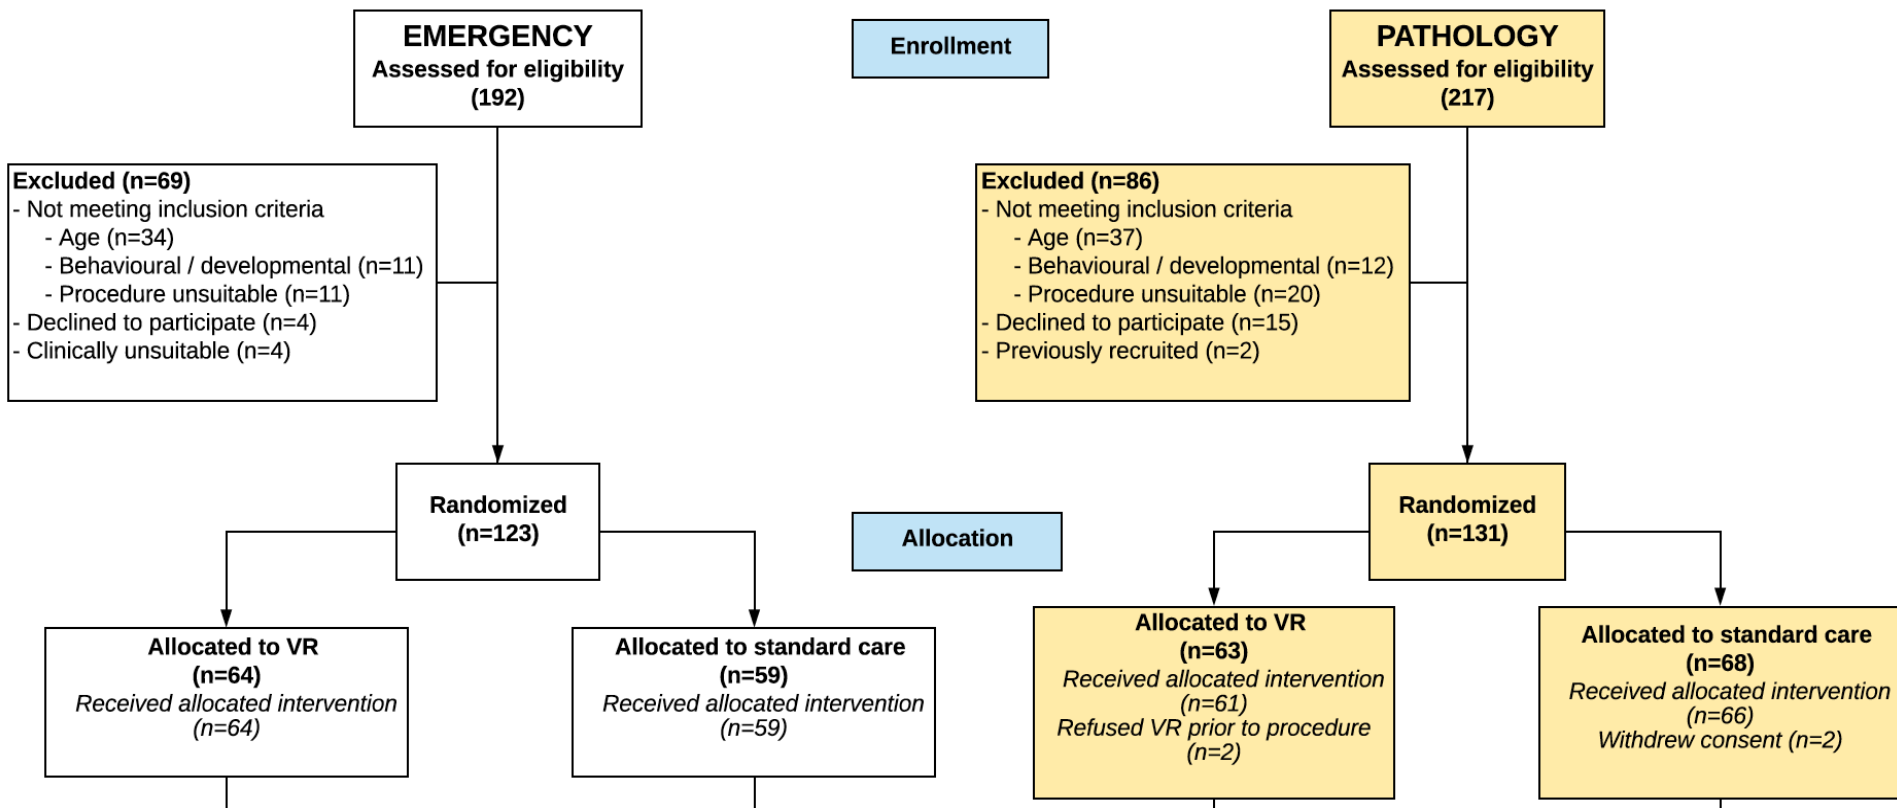 EMERGENCY
Assessed for eligibility
(192)
Enrollment
PATHOLOGY
Assessed for eligibility
(217)
Excluded (n=69)
- Not meeting inclusion criteria
- Age (n=34)
- Behavioural / developmental (n=11)
- Procedure unsuitable (n=11)
- Declined to participate (n=4)
- Clinically unsuitable (n=4)
Excluded (n=86)
- Not meeting inclusion criteria
- Age (n=37)
- Behavioural / developmental (n=12)
- Procedure unsuitable (n=20)
- Declined to participate (n=15)
- Previously recruited (n=2)
Randomized
(n=123)
Allocation
Randomized
(n=131)
Allocated to VR
(n=64)
Received allocated intervention
(n=64)
Allocated to standard care
(n=59)
Received allocated intervention
(n=59)
Allocated to VR
(n=63)
Received allocated intervention
(n=61)
Refused VR prior to procedure
(n=2)
Allocated to standard care
(n=68)
Received allocated intervention
(n=66)
Withdrew consent (n=2)